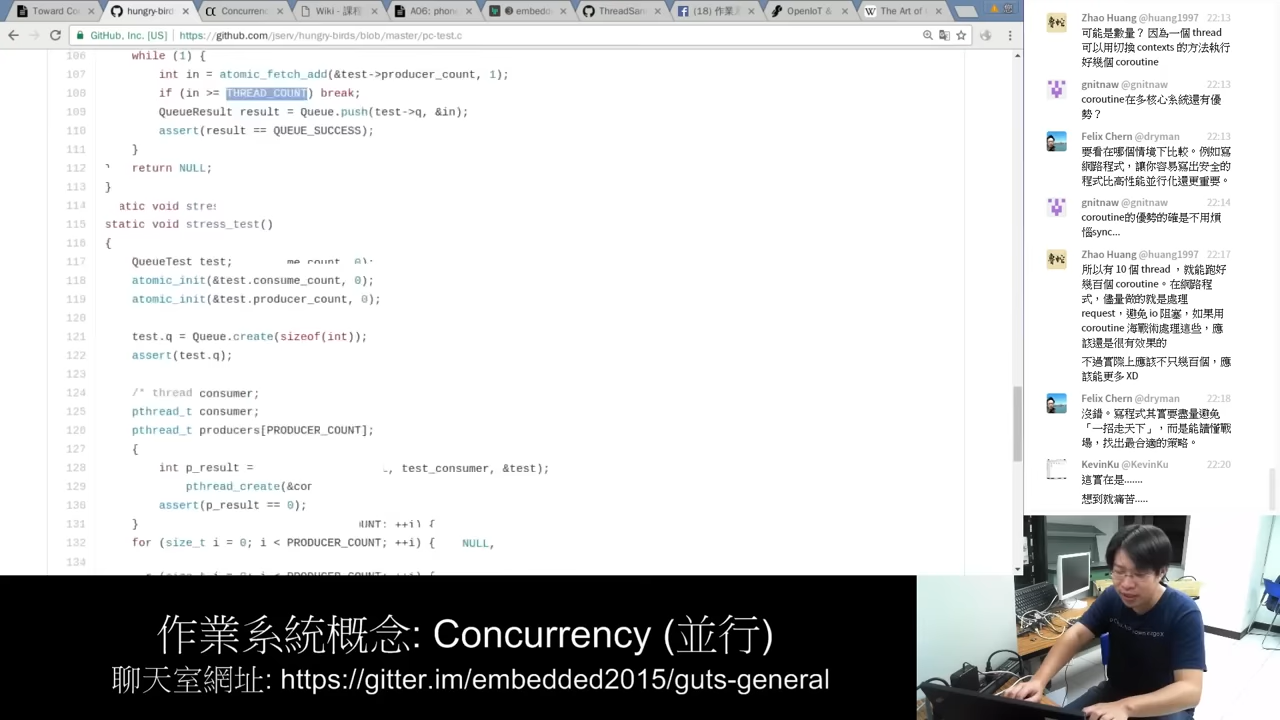 Toward Co
hungry-bir
Concurrenc
Wiki - 課程
A06: phone
embedd
ThreadSan
(18) 作業
OpenIoT &
The Art of
GitHub, Inc. [US]
https://github.com/jserv/hungry-birds/blob/master/pc-test.c
106 while (1) {
107 int in = atomic_fetch_add(&test->producer_count, 1);
108 if (in >= THREAD_COUNT) break;
109 QueueResult result = Queue.push(test->q, &in);
110 assert(result == QUEUE_SUCCESS);
111 }
112 return NULL;
113 }
114 atic void stre
115 static void stress_test()
116 {
117 QueueTest test; me_count, 0);
118 atomic_init(&test.consume_count, 0);
119 atomic_init(&test.producer_count, 0);
120
121 test.q = Queue.create(sizeof(int));
122 assert(test.q);
123
124 /* thread consumer;
125 pthread_t consumer;
126 pthread_t producers[PRODUCER_COUNT];
127 {
128 int p_result = , test_consumer, &test);
129 pthread_create(&cor
130 assert(p_result == 0);
131 } OUNT; ++i) {
132 for (size_t i = 0; i < PRODUCER_COUNT; ++i) { NULL,
134
Zhao Huang @huang1997 22:13
可能是數量？ 因為一個 thread
可以用切換 contexts 的方法執行
好幾個 coroutine
gnitnaw @gnitnaw 22:13
coroutine在多核心系統還有優
勢？
Felix Chern @dryman 22:13
要看在哪個情境下比較。例如寫
網路程式，讓你容易寫出安全的
程式比高性能並行化還更重要。
gnitnaw @gnitnaw 22:14
coroutine的優勢的確是不用煩
惱sync...
Zhao Huang @huang1997 22:17
所以有 10 個 thread ，就能跑好
幾百個 coroutine。在網路程
式，儘量做的就是處理
request，避免 io 阻塞，如果用
coroutine 海戰術處理這些，應
該還是很有效果的
不過實際上應該不只幾百個，應
該能更多 XD
Felix Chern @dryman 22:18
沒錯。寫程式其實要盡量避免
「一招走天下」，而是能讀懂戰
場，找出最合適的策略。
KevinKu @KevinKu 22:20
這實在是.......
想到就痛苦.....
作業系統概念: Concurrency (並行)
聊天室網址: https://gitter.im/embedded2015/guts-general